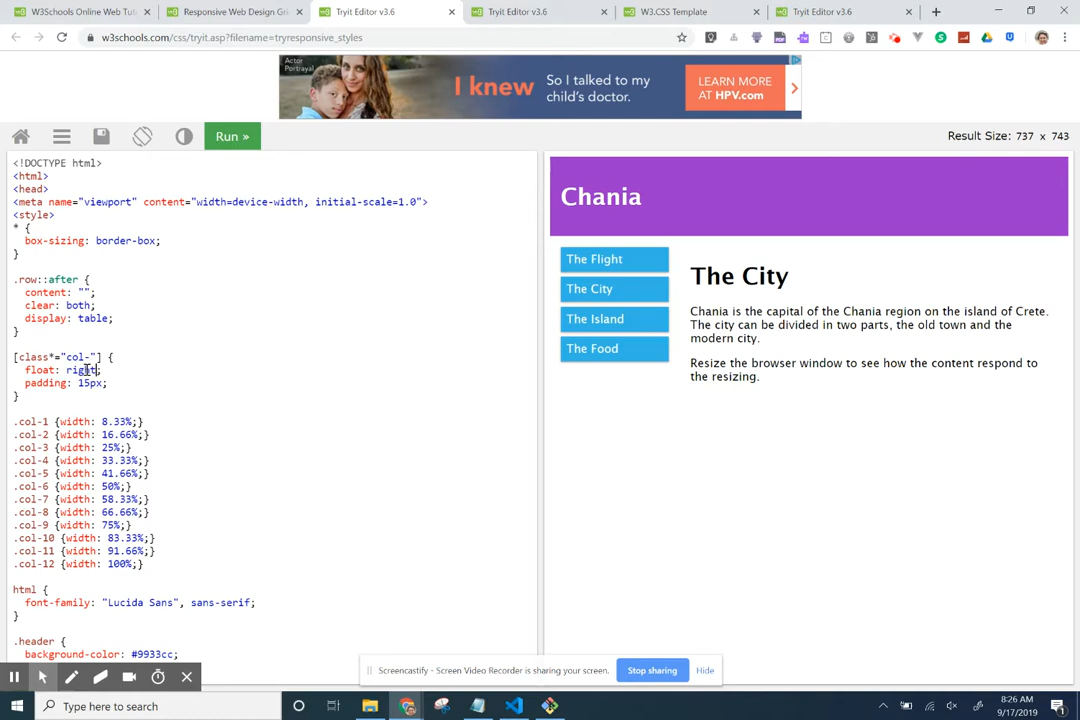 W3Schools Online Web Tut
Responsive Web Design Gri
Tryit Editor v3.6
Tryit Editor v3.6
W3.CSS Template
Tryit Editor v3.6
w3schools.com/css/tryit.asp?filename=tryresponsive_styles
Actor
Portrayal
I knew
So I talked to my
child's doctor.
LEARN MORE
AT HPV.com
Run »
Result Size: 737 x 743
<!DOCTYPE html>
<html>
<head>
<meta name="viewport" content="width=device-width, initial-scale=1.0">
<style>
* {
box-sizing: border-box;
}
.row::after {
content: "";
clear: both;
display: table;
}
[class*="col-"] {
float: right;
padding: 15px;
}
.col-1 {width: 8.33%;}
.col-2 {width: 16.66%;}
.col-3 {width: 25%;}
.col-4 {width: 33.33%;}
.col-5 {width: 41.66%;}
.col-6 {width: 50%;}
.col-7 {width: 58.33%;}
.col-8 {width: 66.66%;}
.col-9 {width: 75%;}
.col-10 {width: 83.33%;}
.col-11 {width: 91.66%;}
.col-12 {width: 100%;}
html {
font-family: "Lucida Sans", sans-serif;
}
.header {
background-color: #9933cc;
Chania
The Flight
The City
The Island
The Food
The City
Chania is the capital of the Chania region on the island of Crete.
The city can be divided in two parts, the old town and the
modern city.
Resize the browser window to see how the content respond to
the resizing.
Screencastify - Screen Video Recorder is sharing your screen.
Stop sharing
Hide
Type here to search
8:26 AM
9/17/2019